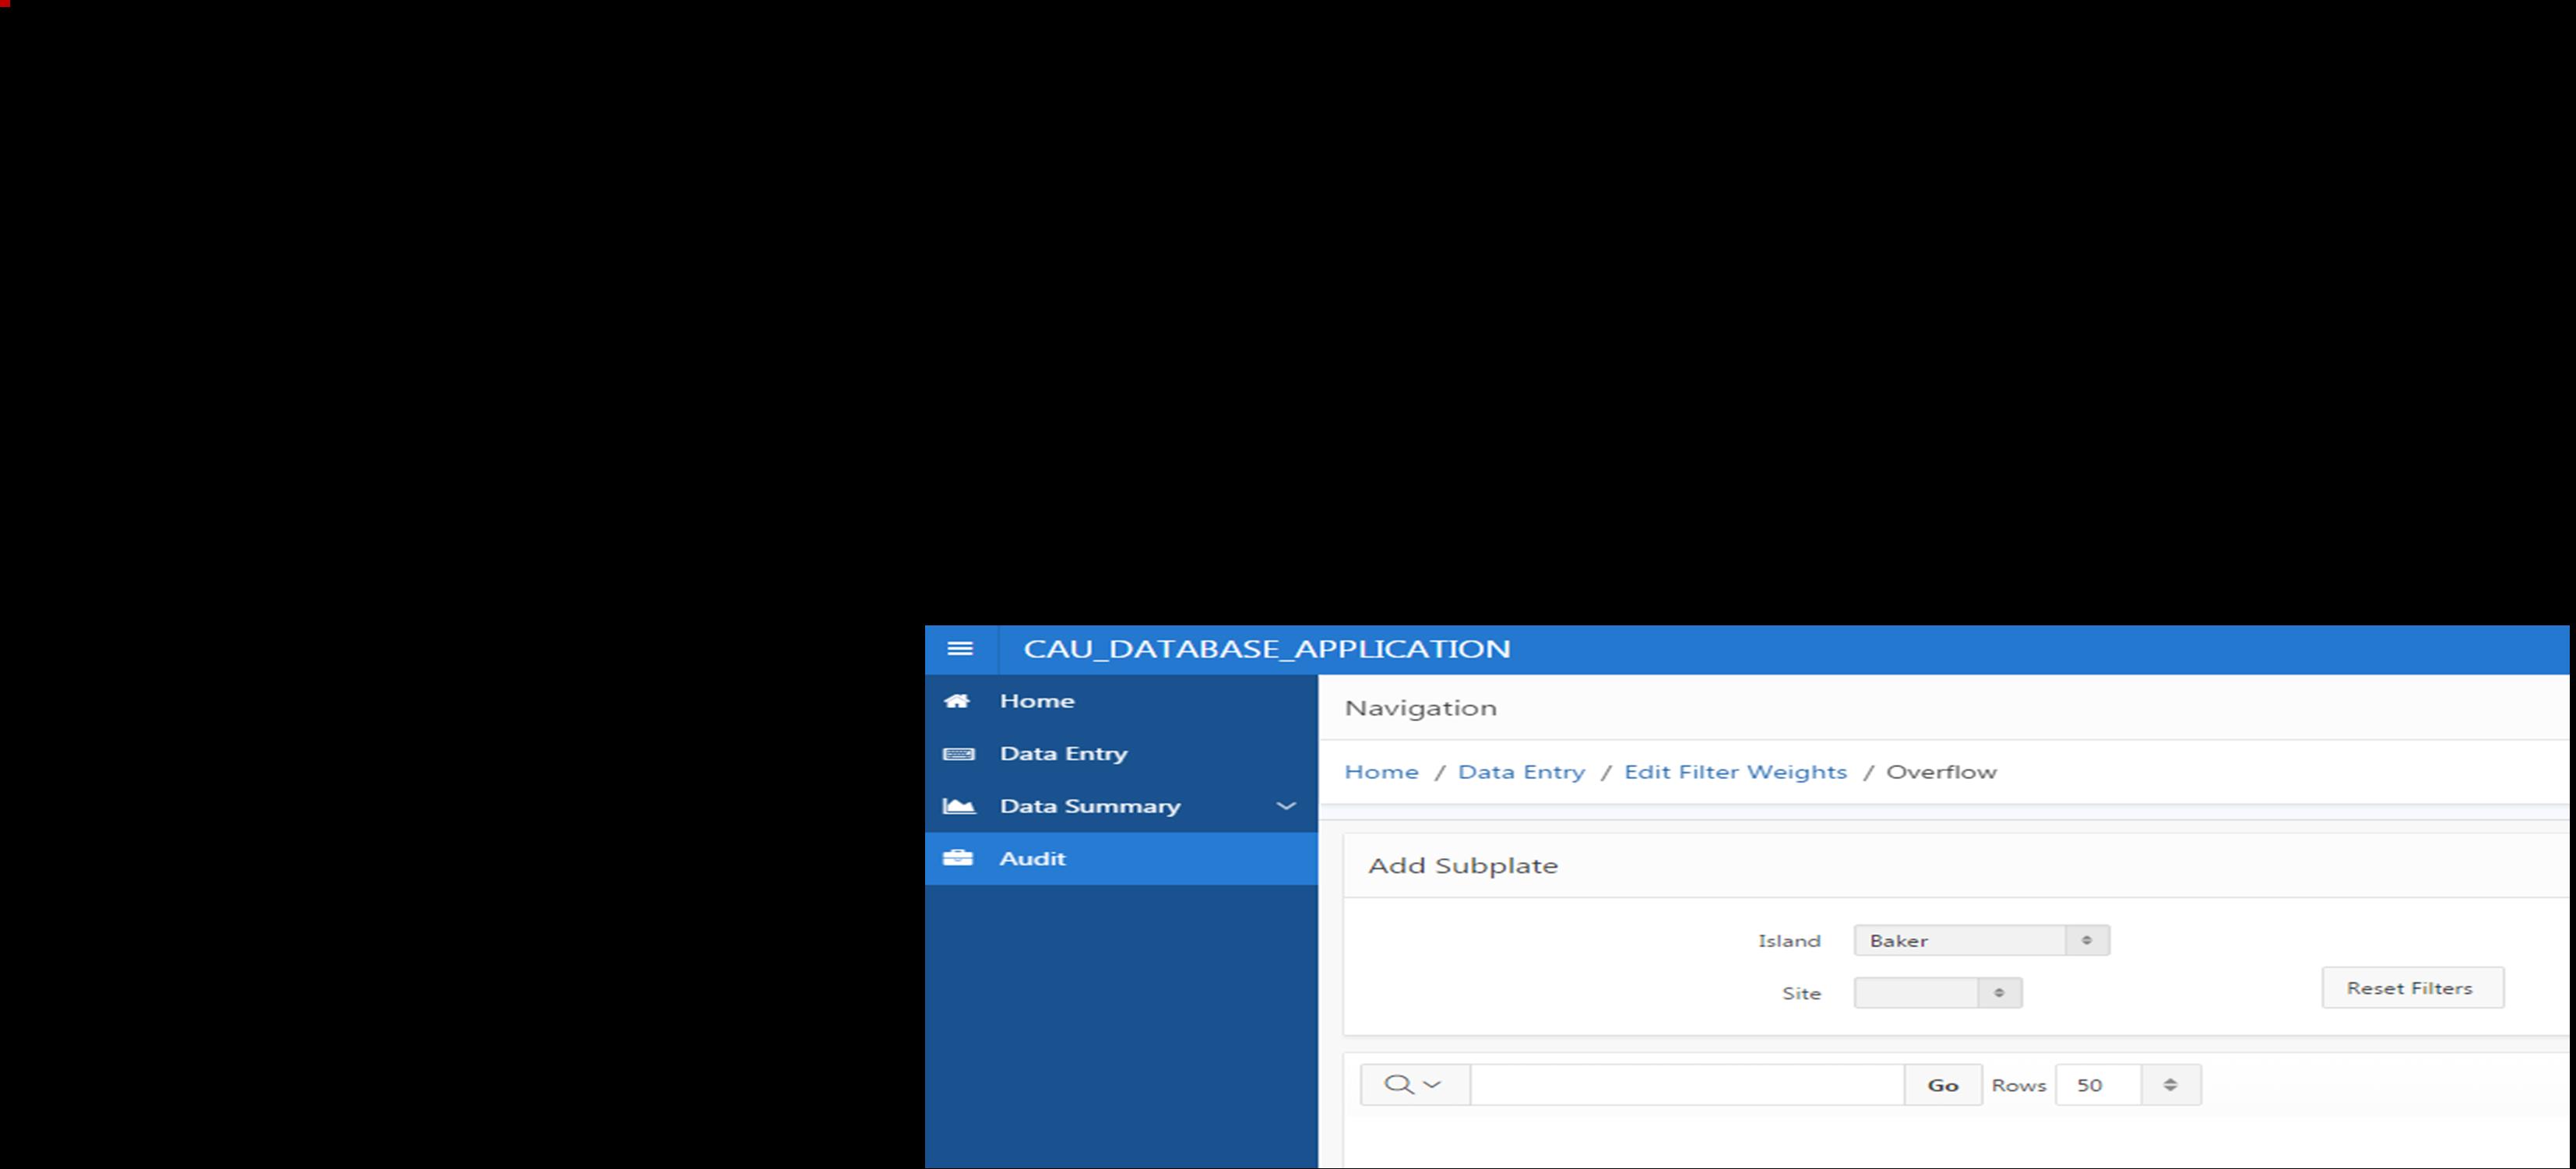 CAU_DATABASE_APPLICATION
Home
Data Entry
Data Summary
Audit
Navigation
Home / Data Entry / Edit Filter Weights / Overflow
Add Subplate
Island Baker
Site
Reset Filters
Go Rows 50